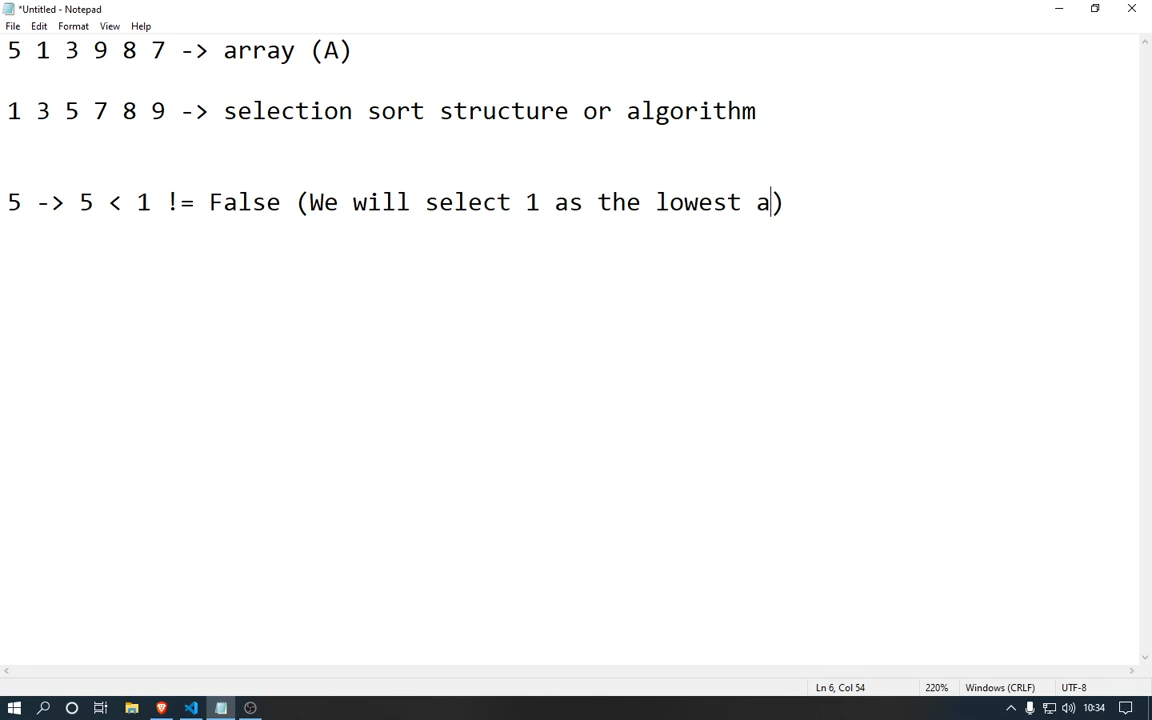 *Untitled - Notepad
File Edit Format View Help
5 1 3 9 8 7 -> array (A)
1 3 5 7 8 9 -> selection sort structure or algorithm
5 -> 5 < 1 != False (We will select 1 as the lowest a)
Ln 6, Col 54 220% Windows (CRLF) UTF-8
10:34